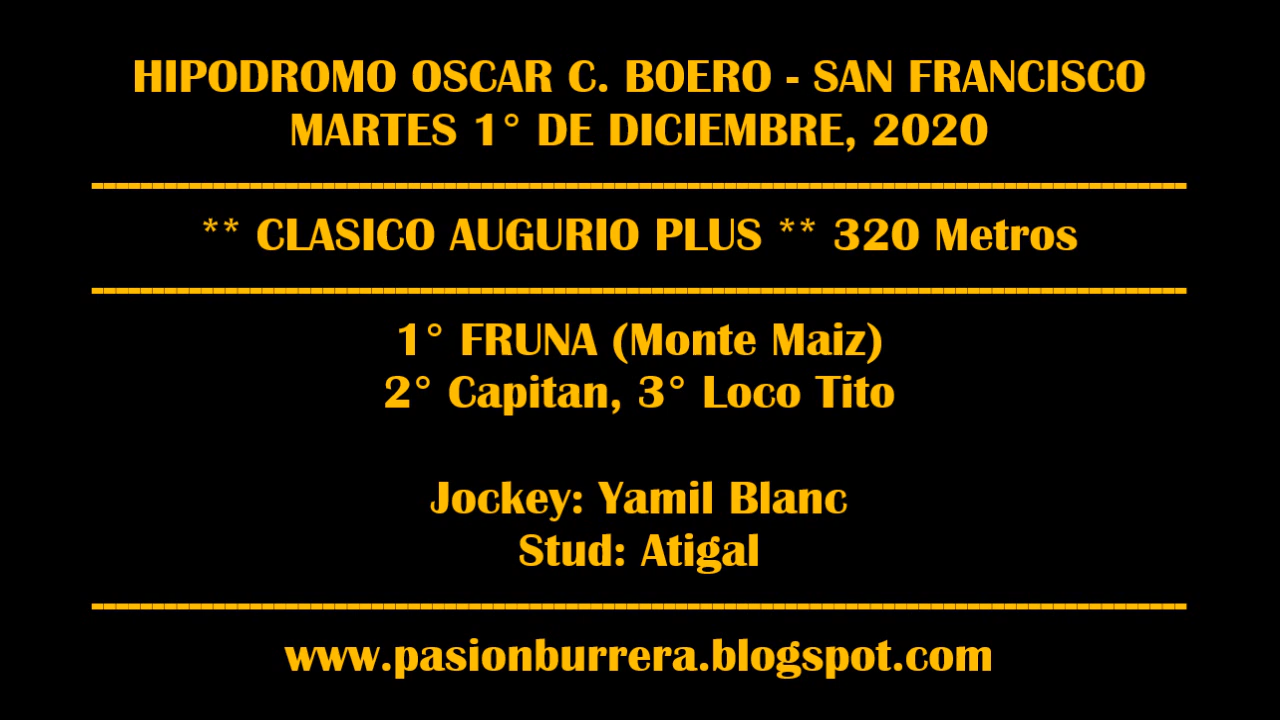 HIPODROMO OSCAR C. BOERO - SAN FRANCISCO
MARTES 1° DE DICIEMBRE, 2020
** CLASICO AUGURIO PLUS ** 320 Metros
1° FRUNA (Monte Maiz)
2° Capitan, 3° Loco Tito
Jockey: Yamil Blanc
Stud: Atigal
www.pasionburrera.blogspot.com